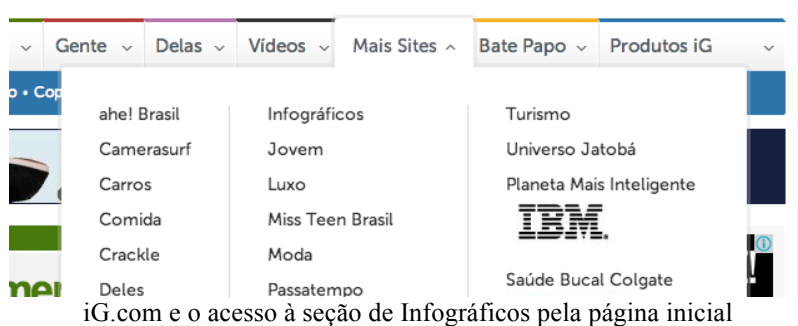 Gente Delas Vídeos Mais Sites Bate Papo Produtos iG
o • Cop
ahe! Brasil
Camerasurf
Carros
Comida
Crackle
Deles
Infográficos
Jovem
Luxo
Miss Teen Brasil
Moda
Passatempo
Turismo
Universo Jatobá
Planeta Mais Inteligente
IBM.
Saúde Bucal Colgate
mer
iG.com e o acesso à seção de Infográficos pela página inicial